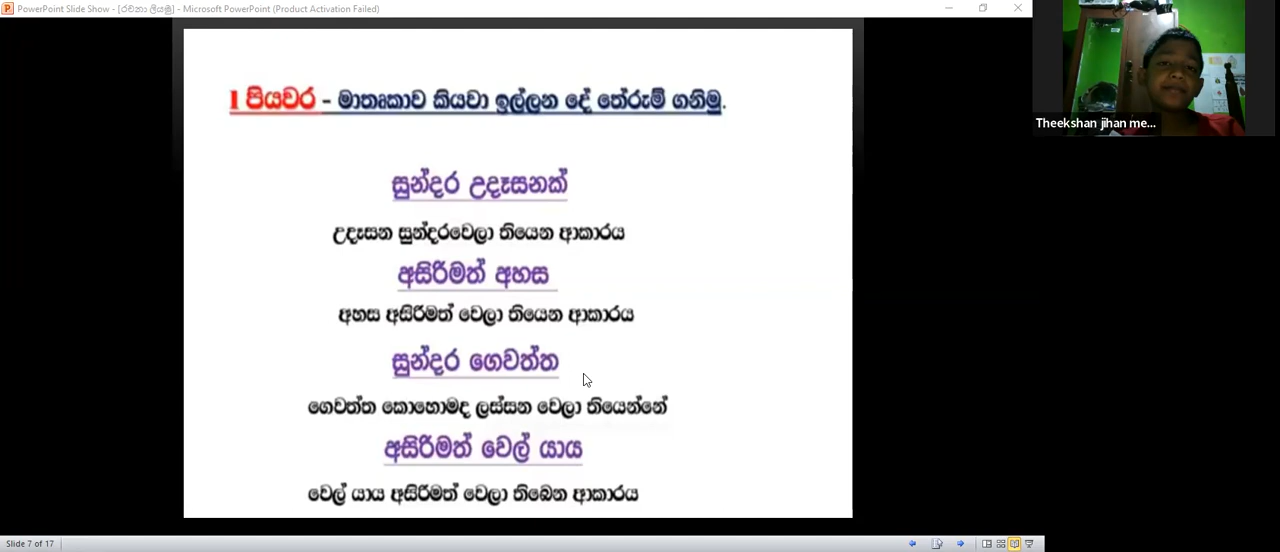 PowerPoint Slide Show - [රචනා ලියමු] - Microsoft PowerPoint (Product Activation Failed)
1 පියවර - මාතෘකාව කියවා ඉල්ලන දේ තේරුම් ගනිමු.
සුන්දර උදෑසනක්
උදෑසන සුන්දරවෙලා තියෙන ආකාරය
අසිරිමත් අහස
අහස අසිරිමත් වෙලා තියෙන ආකාරය
සුන්දර ගෙවත්ත
ගෙවත්ත කොහොමද ලස්සන වෙලා තියෙන්නේ
අසිරිමත් වෙල් යාය
වෙල් යාය අසිරිමත් වෙලා තිබෙන ආකාරය
Theekshan jihan me...
Slide 7 of 17